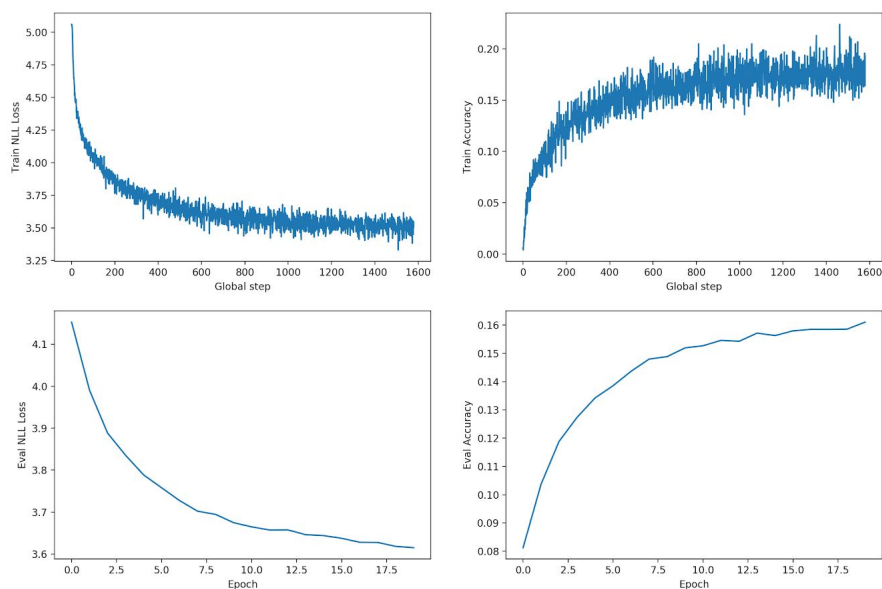 Train NLL Loss
5.00
4.75
4.50
4.25
4.00
3.75
3.50
3.25
0 200 400 600 800 1000 1200 1400 1600
Global step
Train Accuracy
0.20
0.15
0.10
0.05
0.00
0 200 400 600 800 1000 1200 1400 1600
Global step
Eval NLL Loss
4.1
4.0
3.9
3.8
3.7
3.6
0.0 2.5 5.0 7.5 10.0 12.5 15.0 17.5
Epoch
Eval Accuracy
0.16
0.15
0.14
0.13
0.12
0.11
0.10
0.09
0.08
0.0 2.5 5.0 7.5 10.0 12.5 15.0 17.5
Epoch